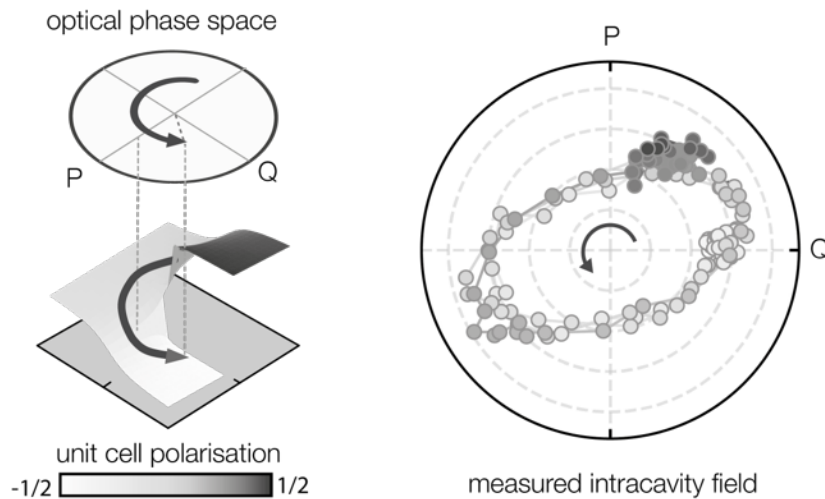 optical phase space
P
Q
unit cell polarisation
-1/2
1/2
P
Q
measured intracavity field